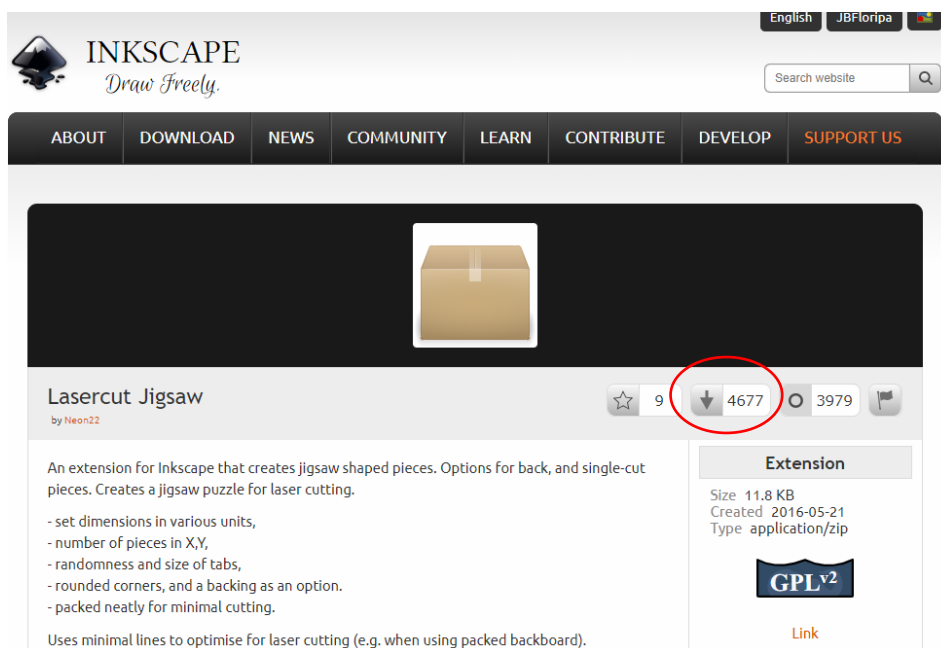 English JBFloripa
INKSCAPE
Draw Freely.
Search website
ABOUT DOWNLOAD NEWS COMMUNITY LEARN CONTRIBUTE DEVELOP SUPPORT US
Lasercut Jigsaw
by Neon22
9 4677 3979
An extension for Inkscape that creates jigsaw shaped pieces. Options for back, and single-cut
pieces. Creates a jigsaw puzzle for laser cutting.
- set dimensions in various units,
- number of pieces in X,Y,
- randomness and size of tabs,
- rounded corners, and a backing as an option.
- packed neatly for minimal cutting.
Uses minimal lines to optimise for laser cutting (e.g. when using packed backboard).
Extension
Size 11.8 KB
Created 2016-05-21
Type application/zip
GPLv2
Link